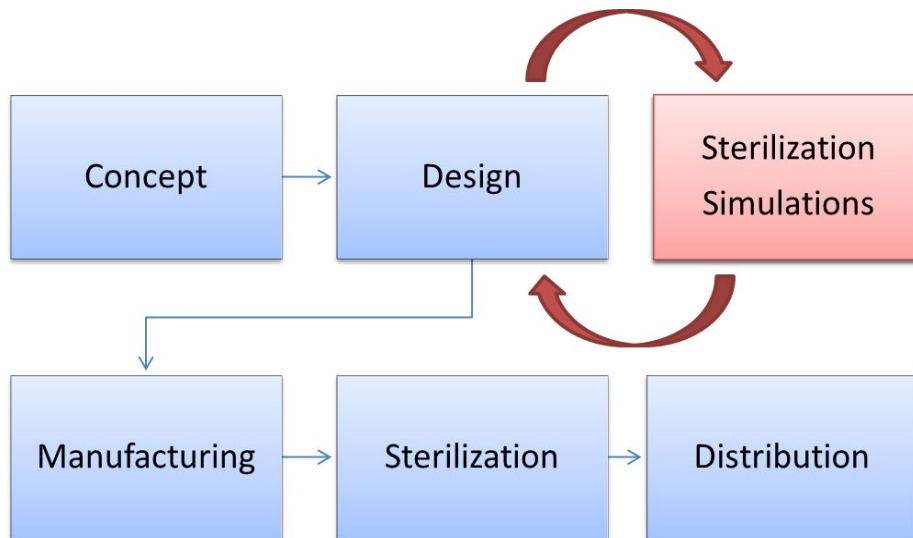 Concept
Design
Sterilization
Simulations
Manufacturing
Sterilization
Distribution